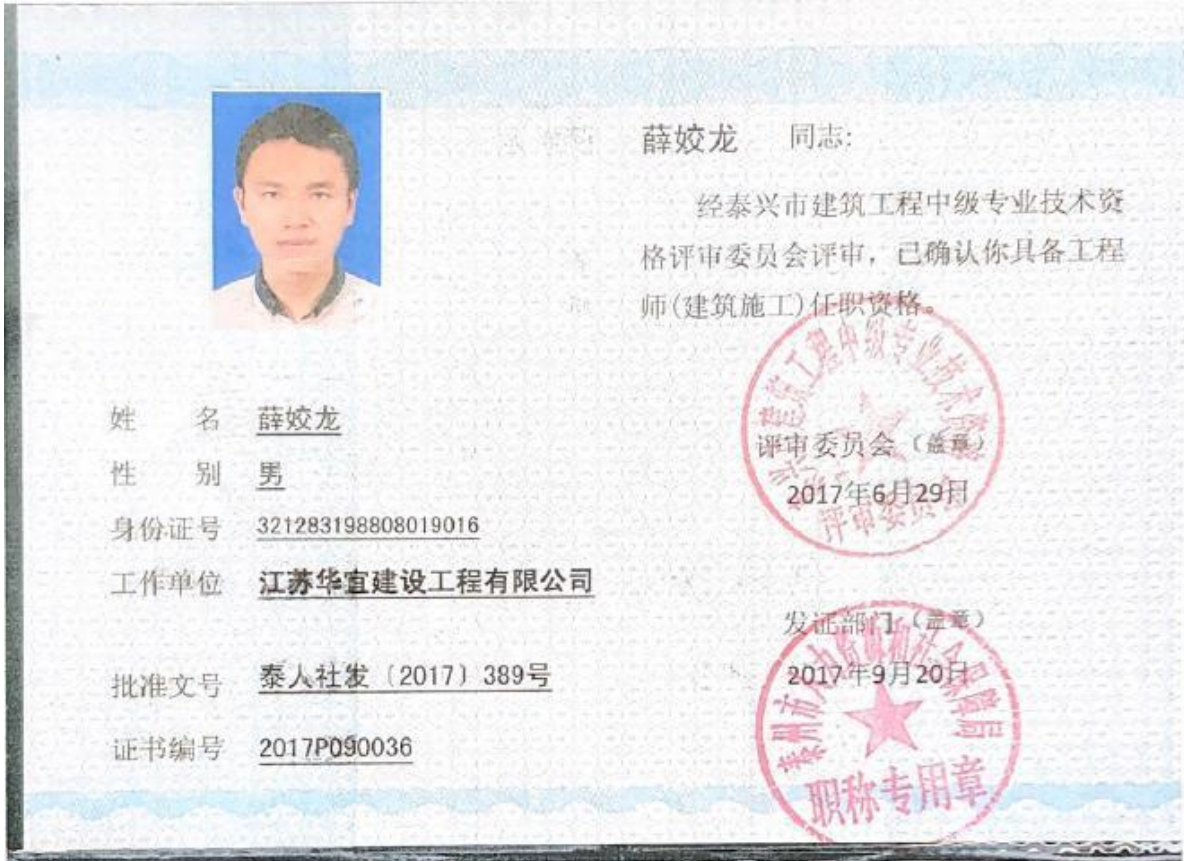 薛姣龙 同志:
经泰兴市建筑工程中级专业技术资
格评审委员会评审，已确认你具备工程
师(建筑施工)任职资格。
评审委员会（盖章）
2017年6月29日
评审委员会
发证部门（盖章）
2017年9月20日
职称专用章
姓 名 薛姣龙
性 别 男
身份证号 321283198808019016
工作单位 江苏华宜建设工程有限公司
批准文号 泰人社发〔2017〕389号
证书编号 2017P090036